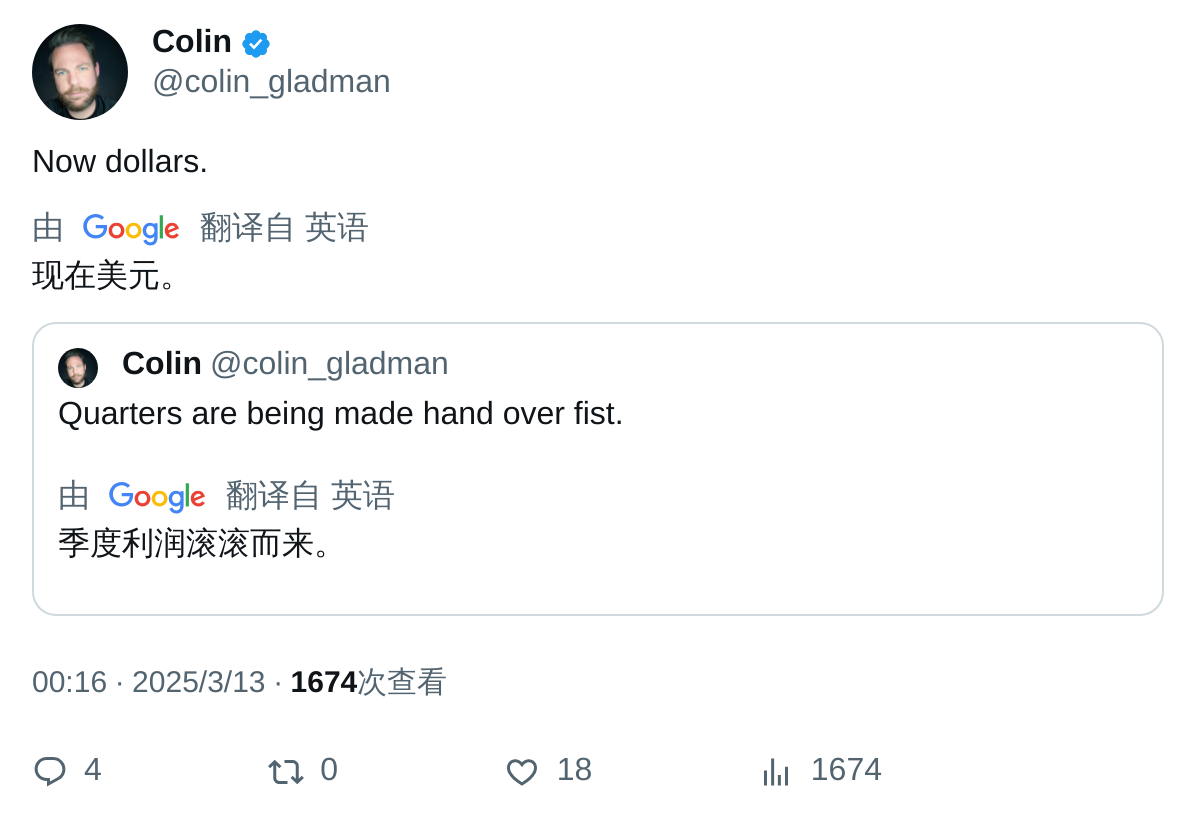 Colin
@colin_gladman
Now dollars.
由 Google 翻译自 英语
现在美元。
Colin @colin_gladman
Quarters are being made hand over fist.
由 Google 翻译自 英语
季度利润滚滚而来。
00:16 · 2025/3/13 · 1674次查看
4 0 18 1674